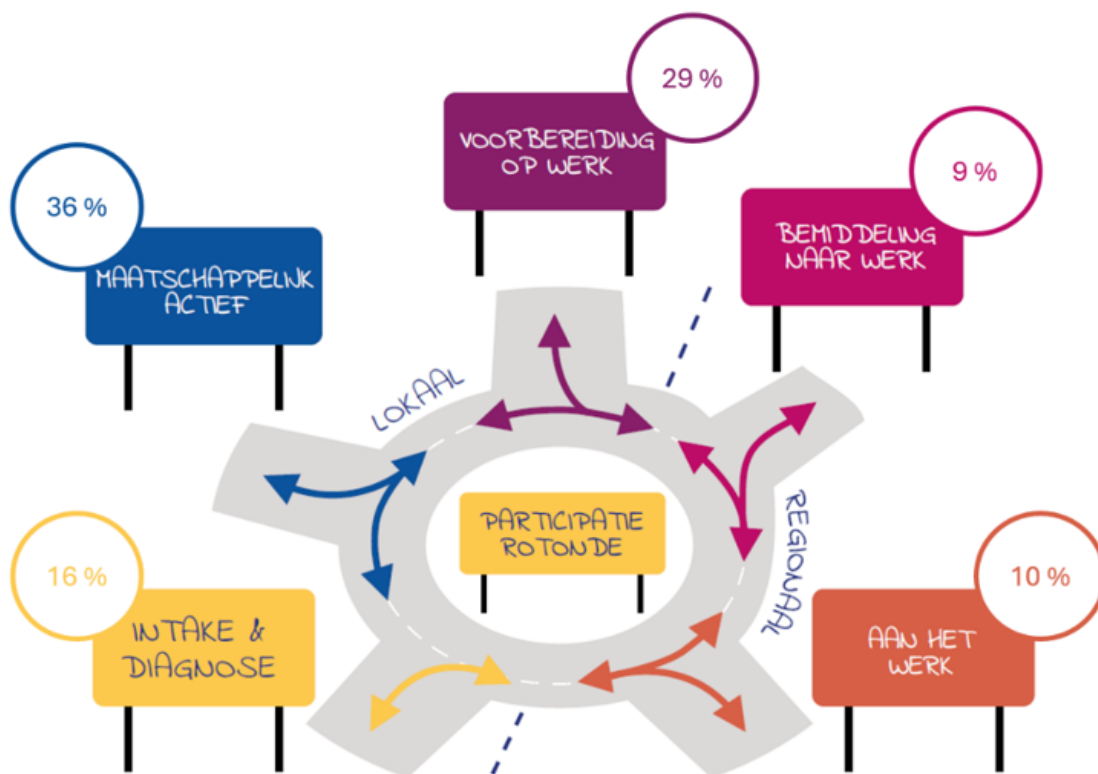 29 %
VOORBEREIDING
OP WERK
9 %
BEMIDDELING
NAAR WERK
36 %
MAATSCHAPPELIJK
ACTIEF
LOKAAL
PARTICIPATIE
ROTONDE
REGIONAAL
16 %
INTAKE &
DIAGNOSE
10 %
AAN HET
WERK